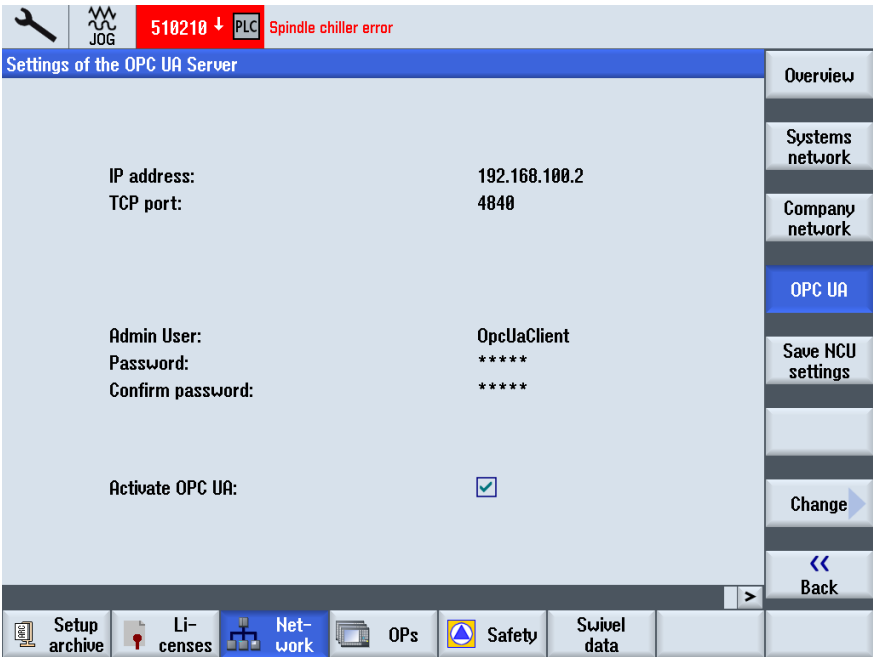 JOG
510210 ↓ PLC Spindle chiller error
Settings of the OPC UA Server
Overview
Systems
network
IP address: 192.168.100.2
TCP port: 4840
Company
network
OPC UA
Admin User: OpcUaClient
Password: *****
Confirm password: *****
Save NCU
settings
Activate OPC UA:
Change
<<
Back
>
Setup
archive
Li-
censes
Net-
work
OPs
Safety
Swivel
data